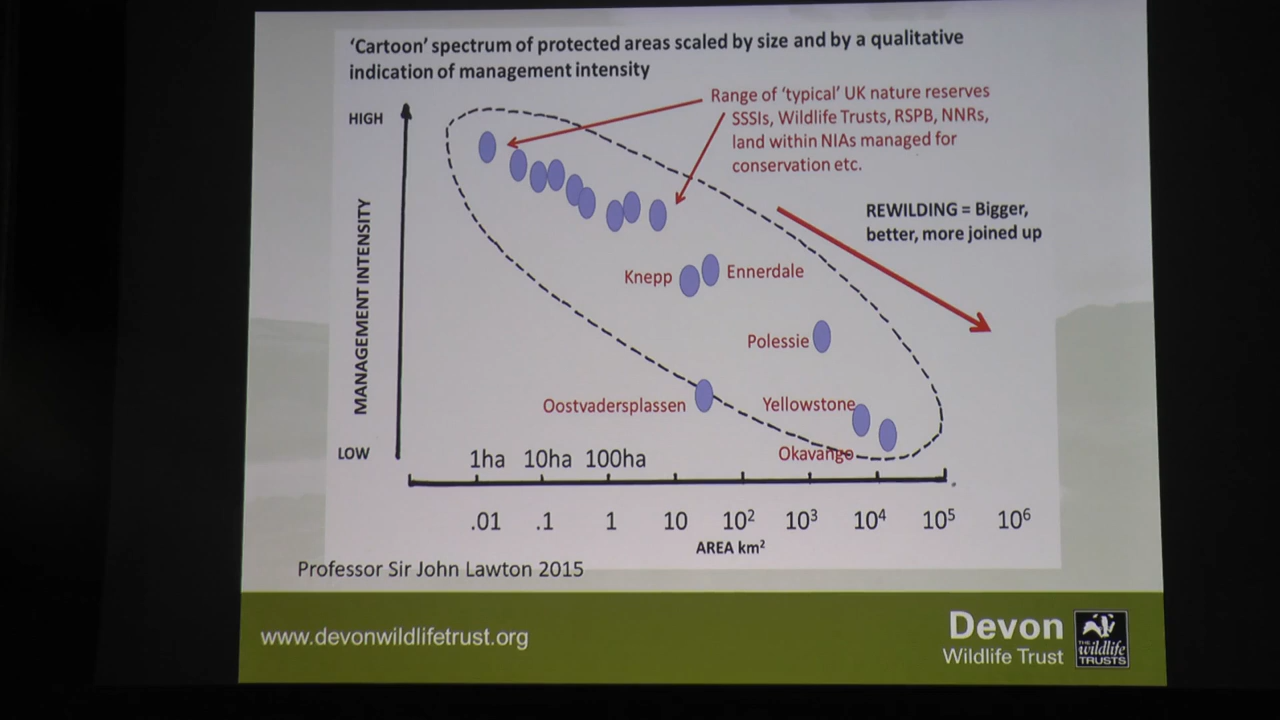 ‘Cartoon’ spectrum of protected areas scaled by size and by a qualitative
indication of management intensity
HIGH
MANAGEMENT INTENSITY
LOW
Range of ‘typical’ UK nature reserves
SSSIs, Wildlife Trusts, RSPB, NNRs,
land within NIAs managed for
conservation etc.
REWILDING = Bigger,
better, more joined up
Knepp
Ennerdale
Polessie
Oostvadersplassen
Yellowstone
Okavango
1ha 10ha 100ha
.01 .1 1 10 10² 10³ 10⁴ 10⁵ 10⁶
AREA km²
Professor Sir John Lawton 2015
www.devonwildlifetrust.org
Devon
Wildlife Trust
THE
wildlife
TRUSTS